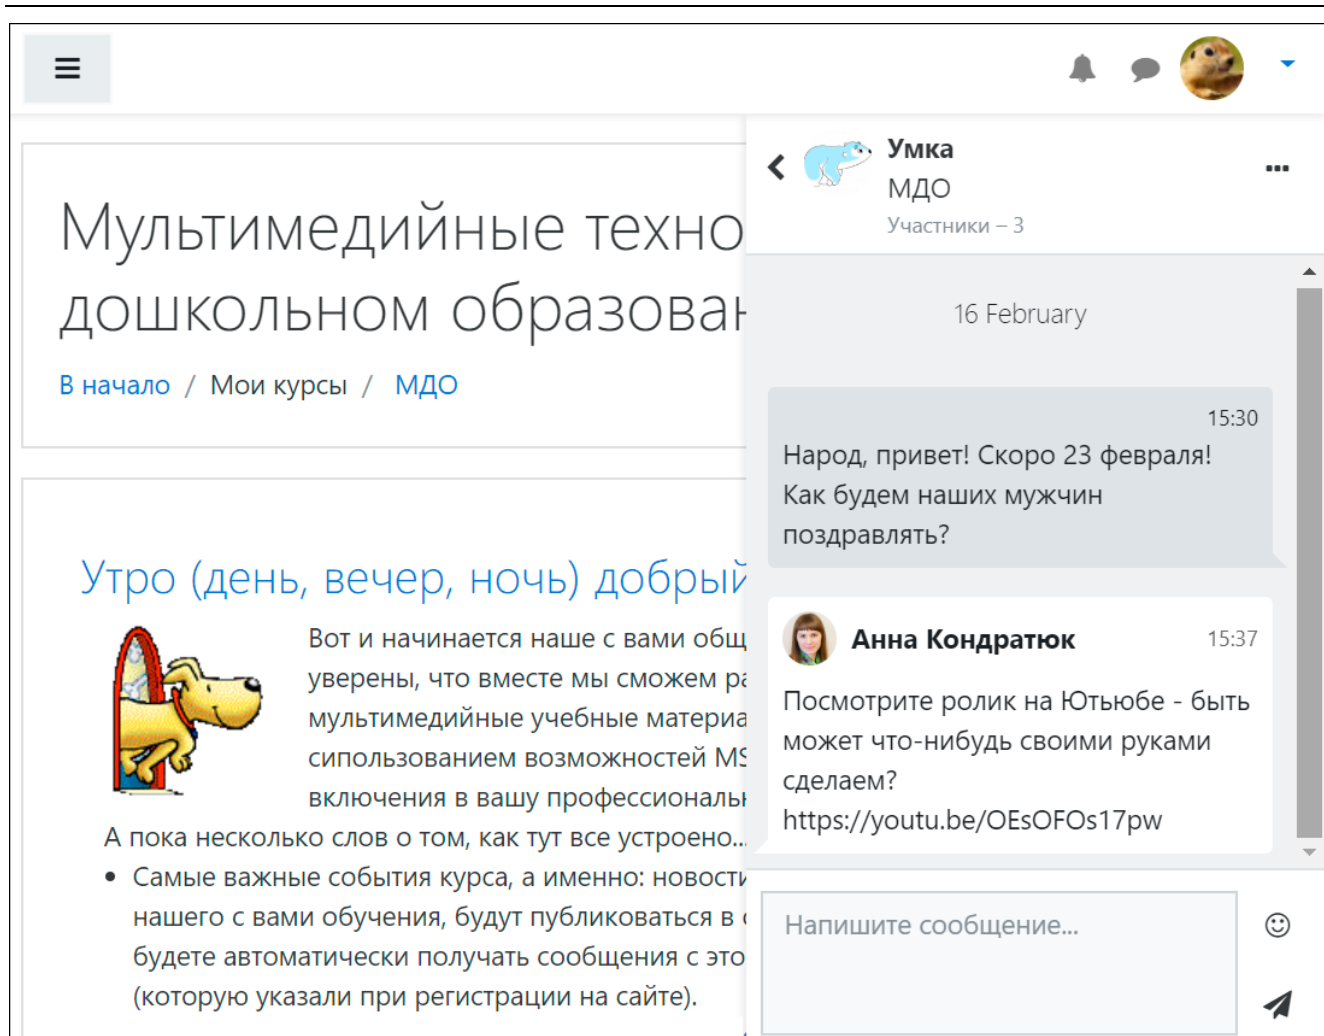 Мультимедийные техно
дошкольном образова
В начало / Мои курсы / МДО
Утро (день, вечер, ночь) добрый
Вот и начинается наше с вами общ
уверены, что вместе мы сможем ра
мультимедийные учебные материа
сипользованием возможностей MS
включения в вашу профессиональн
А пока несколько слов о том, как тут все устроено...
• Самые важные события курса, а именно: новости
нашего с вами обучения, будут публиковаться в
будете автоматически получать сообщения с это
(которую указали при регистрации на сайте).
Умка
МДО
Участники – 3
16 February
15:30
Народ, привет! Скоро 23 февраля!
Как будем наших мужчин
поздравлять?
Анна Кондратюк 15:37
Посмотрите ролик на Ютьюбе - быть
может что-нибудь своими руками
сделаем?
https://youtu.be/OEsOFOs17pw
Напишите сообщение...